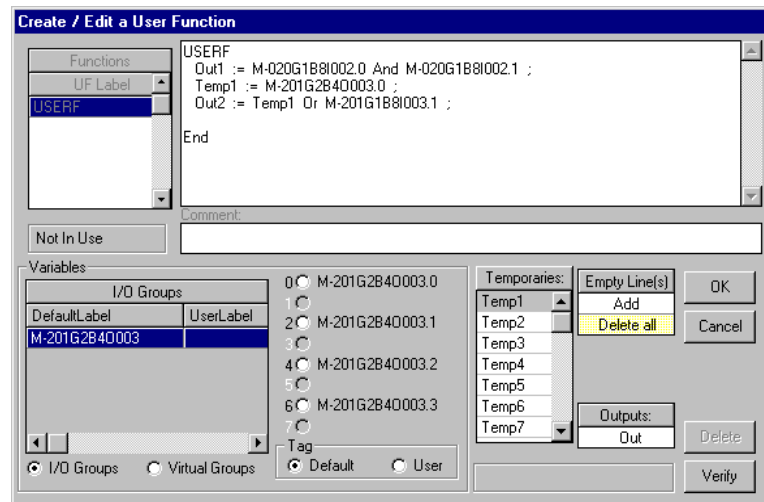 Create / Edit a User Function
Functions
UF Label
USERF
USERF
Out1 := M-020G1B8I002.0 And M-020G1B8I002.1 ;
Temp1 := M-201G2B4O003.0 ;
Out2 := Temp1 Or M-201G1B8I003.1 ;
End
Comment:
Not In Use
Variables
I/O Groups
DefaultLabel UserLabel
M-201G2B4O003
I/O Groups Virtual Groups
0 M-201G2B4O003.0
1
2 M-201G2B4O003.1
3
4 M-201G2B4O003.2
5
6 M-201G2B4O003.3
7
Tag
Default User
Temporaries:
Temp1
Temp2
Temp3
Temp4
Temp5
Temp6
Temp7
Empty Line(s)
Add
Delete all
Outputs:
Out
OK
Cancel
Delete
Verify